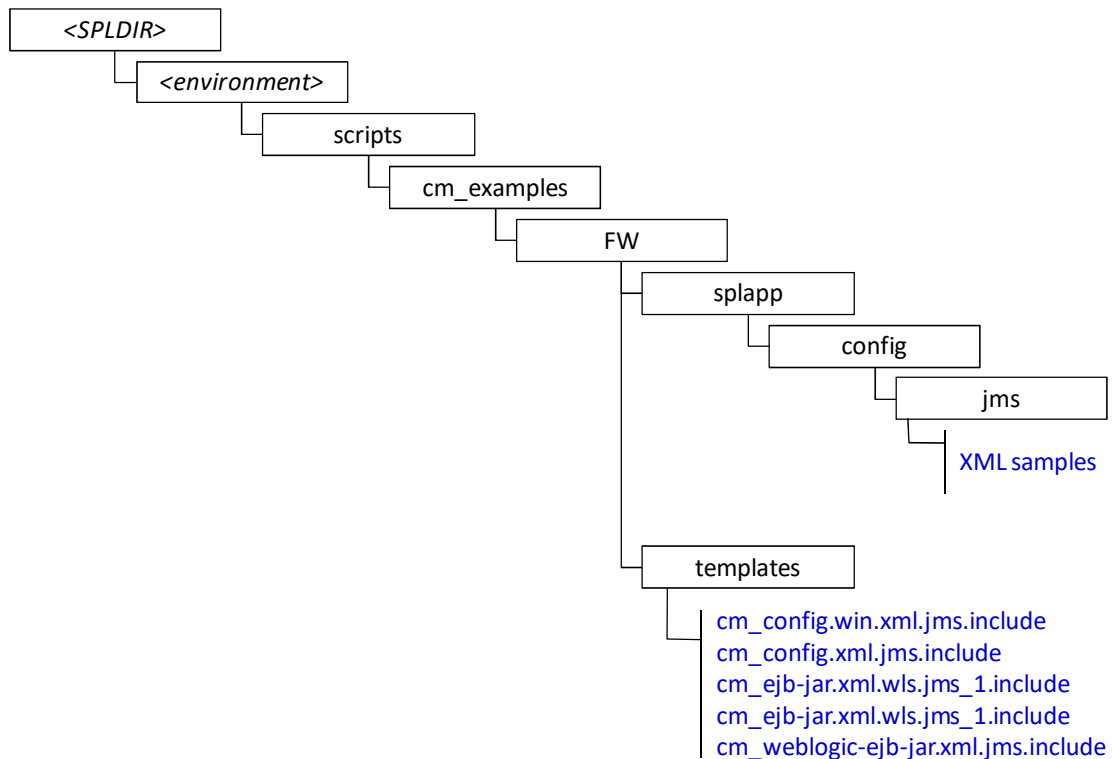 <SPLDIR>
<environment>
scripts
cm_examples
FW
splapp
config
jms
XML samples
templates
cm_config.win.xml.jms.include
cm_config.xml.jms.include
cm_ejb-jar.xml.wls.jms_1.include
cm_ejb-jar.xml.wls.jms_1.include
cm_weblogic-ejb-jar.xml.jms.include